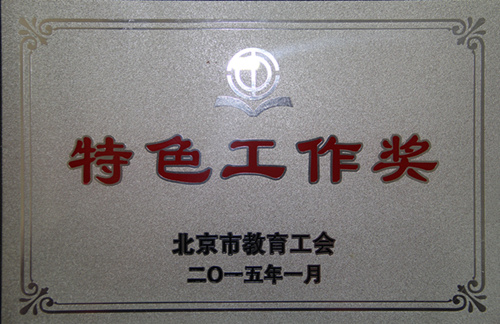 特色工作奖
北京市教育工会
二〇一五年一月